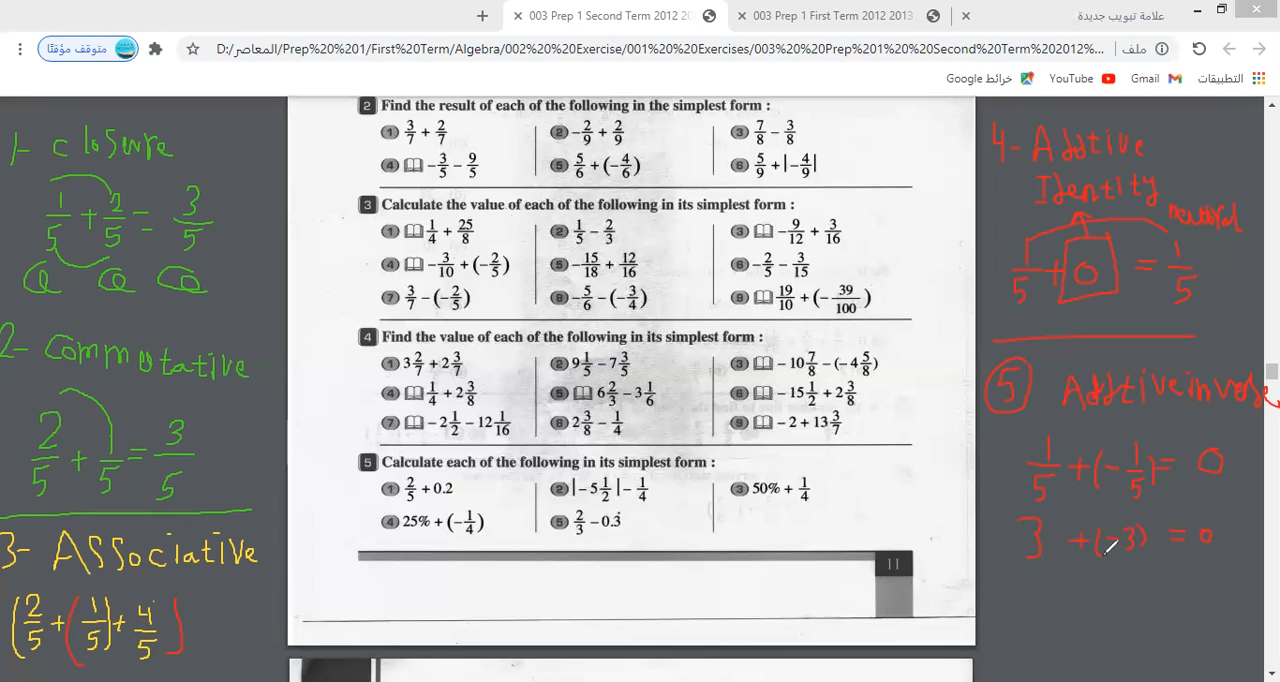 003 Prep 1 Second Term 2012 20
003 Prep 1 First Term 2012 2013
علامة تبويب جديدة
متوقف مؤقتًا
D:/Prep%20%201/First%20Term/Algebra/002%20%20Exercise/001%20%20Exercises/0
ملف
خرائط Google
YouTube
Gmail
التطبيقات
1- closure
1/5 + 2/5 = 3/5
Q Q Q
2- Commutative
2/5 + 1/5 = 3/5
3- Associative
(2/5 + (1/5) + 4/5)
2 Find the result of each of the following in the simplest form :
1 3/7 + 2/7
2 -2/9 + 2/9
3 7/8 - 3/8
4 -3/5 - 9/5
5 5/6 + (-4/6)
6 5/9 + |-4/9|
3 Calculate the value of each of the following in its simplest form :
1 1/4 + 25/8
2 1/5 - 2/3
3 -9/12 + 3/16
4 -3/10 + (-2/5)
5 -15/18 + 12/16
6 -2/5 - 3/15
7 3/7 - (-2/5)
8 -5/6 - (-3/4)
9 19/10 + (-39/100)
4 Find the value of each of the following in its simplest form :
1 3 2/7 + 2 3/7
2 9 1/5 - 7 3/5
3 -10 7/8 - (-4 5/8)
4 1/4 + 2 3/8
5 6 2/3 - 3 1/6
6 -15 1/2 + 2 3/8
7 -2 1/2 - 12 1/16
8 2 3/8 - 1/4
9 -2 + 13 3/7
5 Calculate each of the following in its simplest form :
1 2/5 + 0.2
2 |-5 1/2| - 1/4
3 50% + 1/4
4 25% + (-1/4)
5 2/3 - 0.3̇
11
4- Addtive
Identity
neutral
1/5 + 0 = 1/5
5 Addtive inverse
1/5 + (-1/5) = 0
3 + (-3) = 0